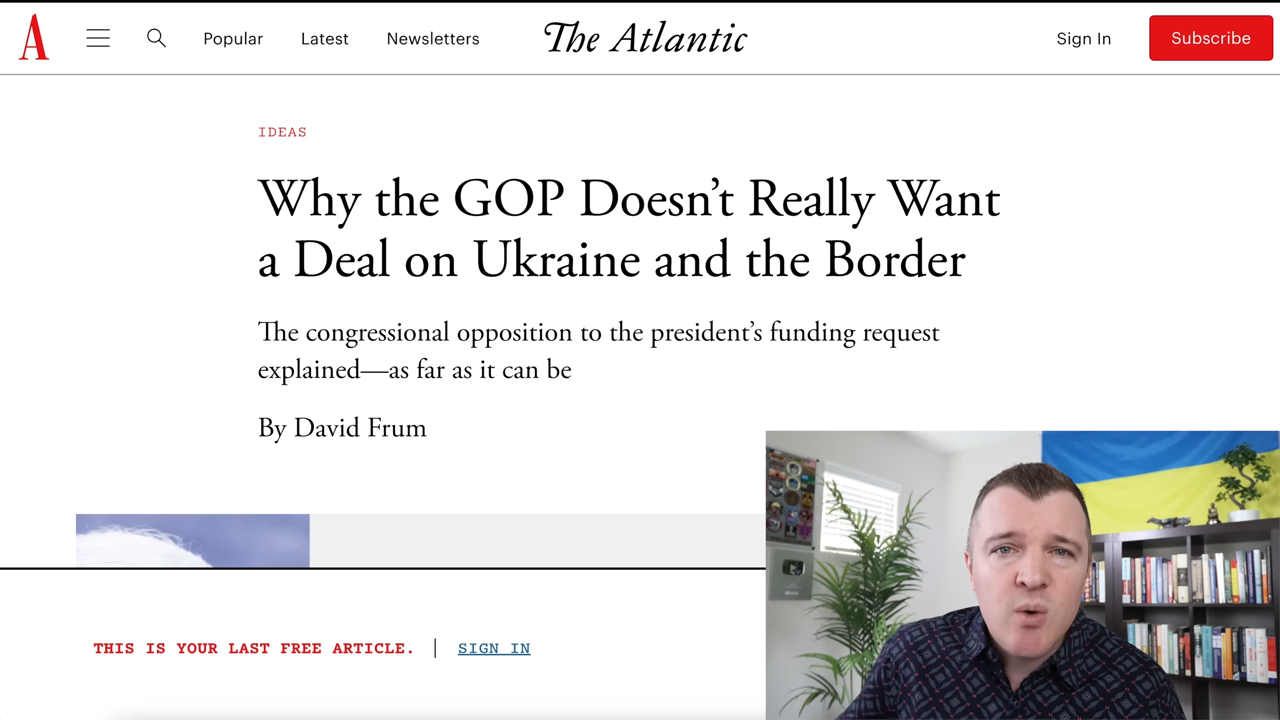 A
Popular
Latest
Newsletters
The Atlantic
Sign In
Subscribe
IDEAS
Why the GOP Doesn’t Really Want
a Deal on Ukraine and the Border
The congressional opposition to the president’s funding request
explained—as far as it can be
By David Frum
THIS IS YOUR LAST FREE ARTICLE.
SIGN IN